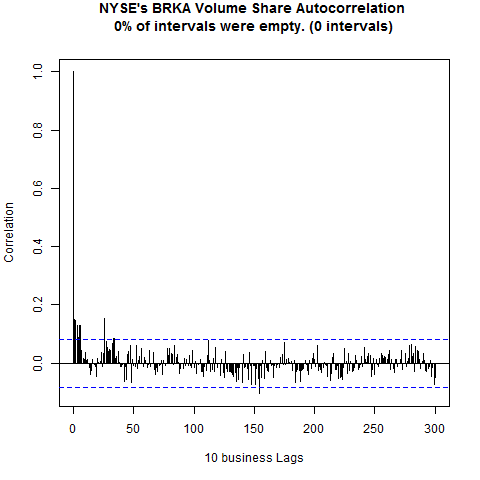 NYSE's BRKA Volume Share Autocorrelation
0% of intervals were empty. (0 intervals)
Correlation
1.0
0.8
0.6
0.4
0.2
0.0
0 50 100 150 200 250 300
10 business Lags